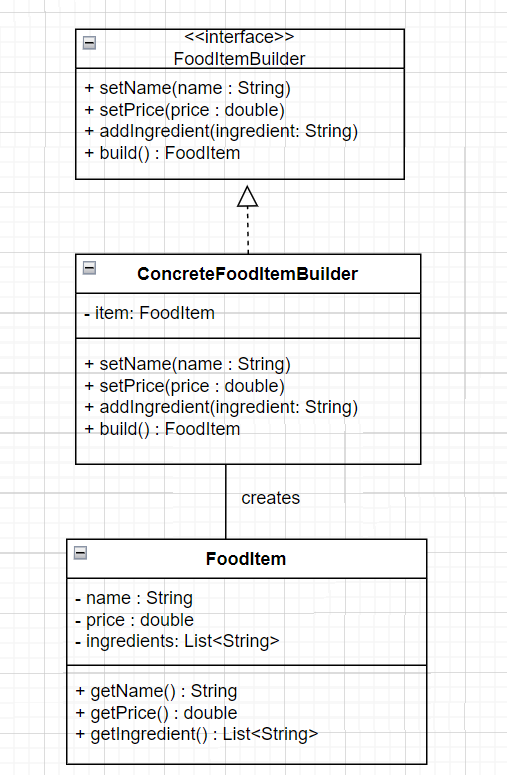 <<interface>>
FoodItemBuilder
+ setName(name : String)
+ setPrice(price : double)
+ addIngredient(ingredient: String)
+ build() : FoodItem
ConcreteFoodItemBuilder
- item: FoodItem
+ setName(name : String)
+ setPrice(price : double)
+ addIngredient(ingredient: String)
+ build() : FoodItem
creates
FoodItem
- name : String
- price : double
- ingredients: List<String>
+ getName() : String
+ getPrice() : double
+ getIngredient() : List<String>